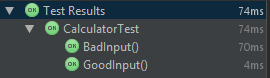 OK Test Results 74ms
OK CalculatorTest 74ms
OK BadInput() 70ms
OK GoodInput() 4ms